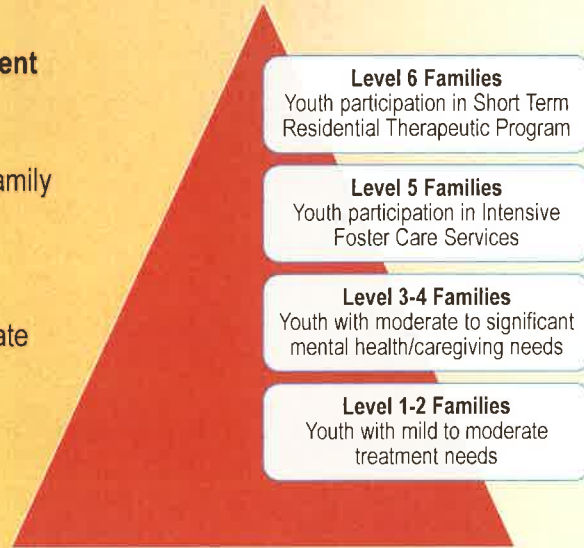 ent
amily
ate
Level 6 Families
Youth participation in Short Term
Residential Therapeutic Program
Level 5 Families
Youth participation in Intensive
Foster Care Services
Level 3-4 Families
Youth with moderate to significant
mental health/caregiving needs
Level 1-2 Families
Youth with mild to moderate
treatment needs